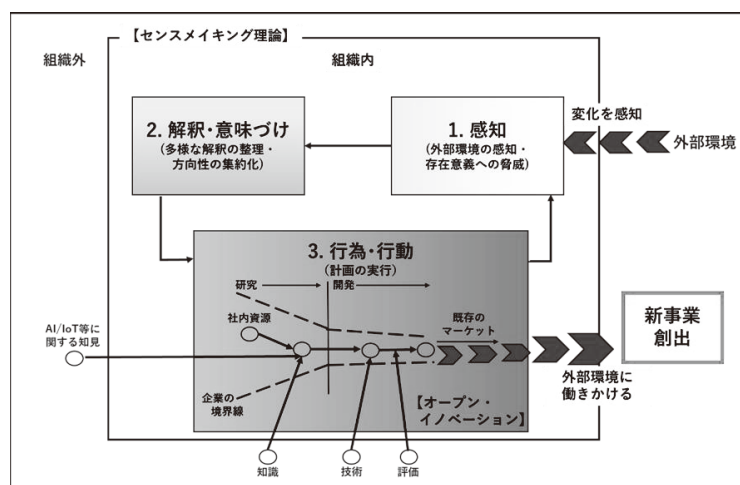 【センスメイキング理論】
組織外
組織内
2. 解釈・意味づけ
(多様な解釈の整理・
方向性の集約化)
1. 感知
(外部環境の感知・
存在意義への脅威)
変化を感知
外部環境
3. 行為・行動
(計画の実行)
研究
開発
社内資源
既存の
マーケット
AI/IoT等に
関する知見
企業の
境界線
【オープン・
イノベーション】
新事業
創出
外部環境に
働きかける
知識
技術
評価